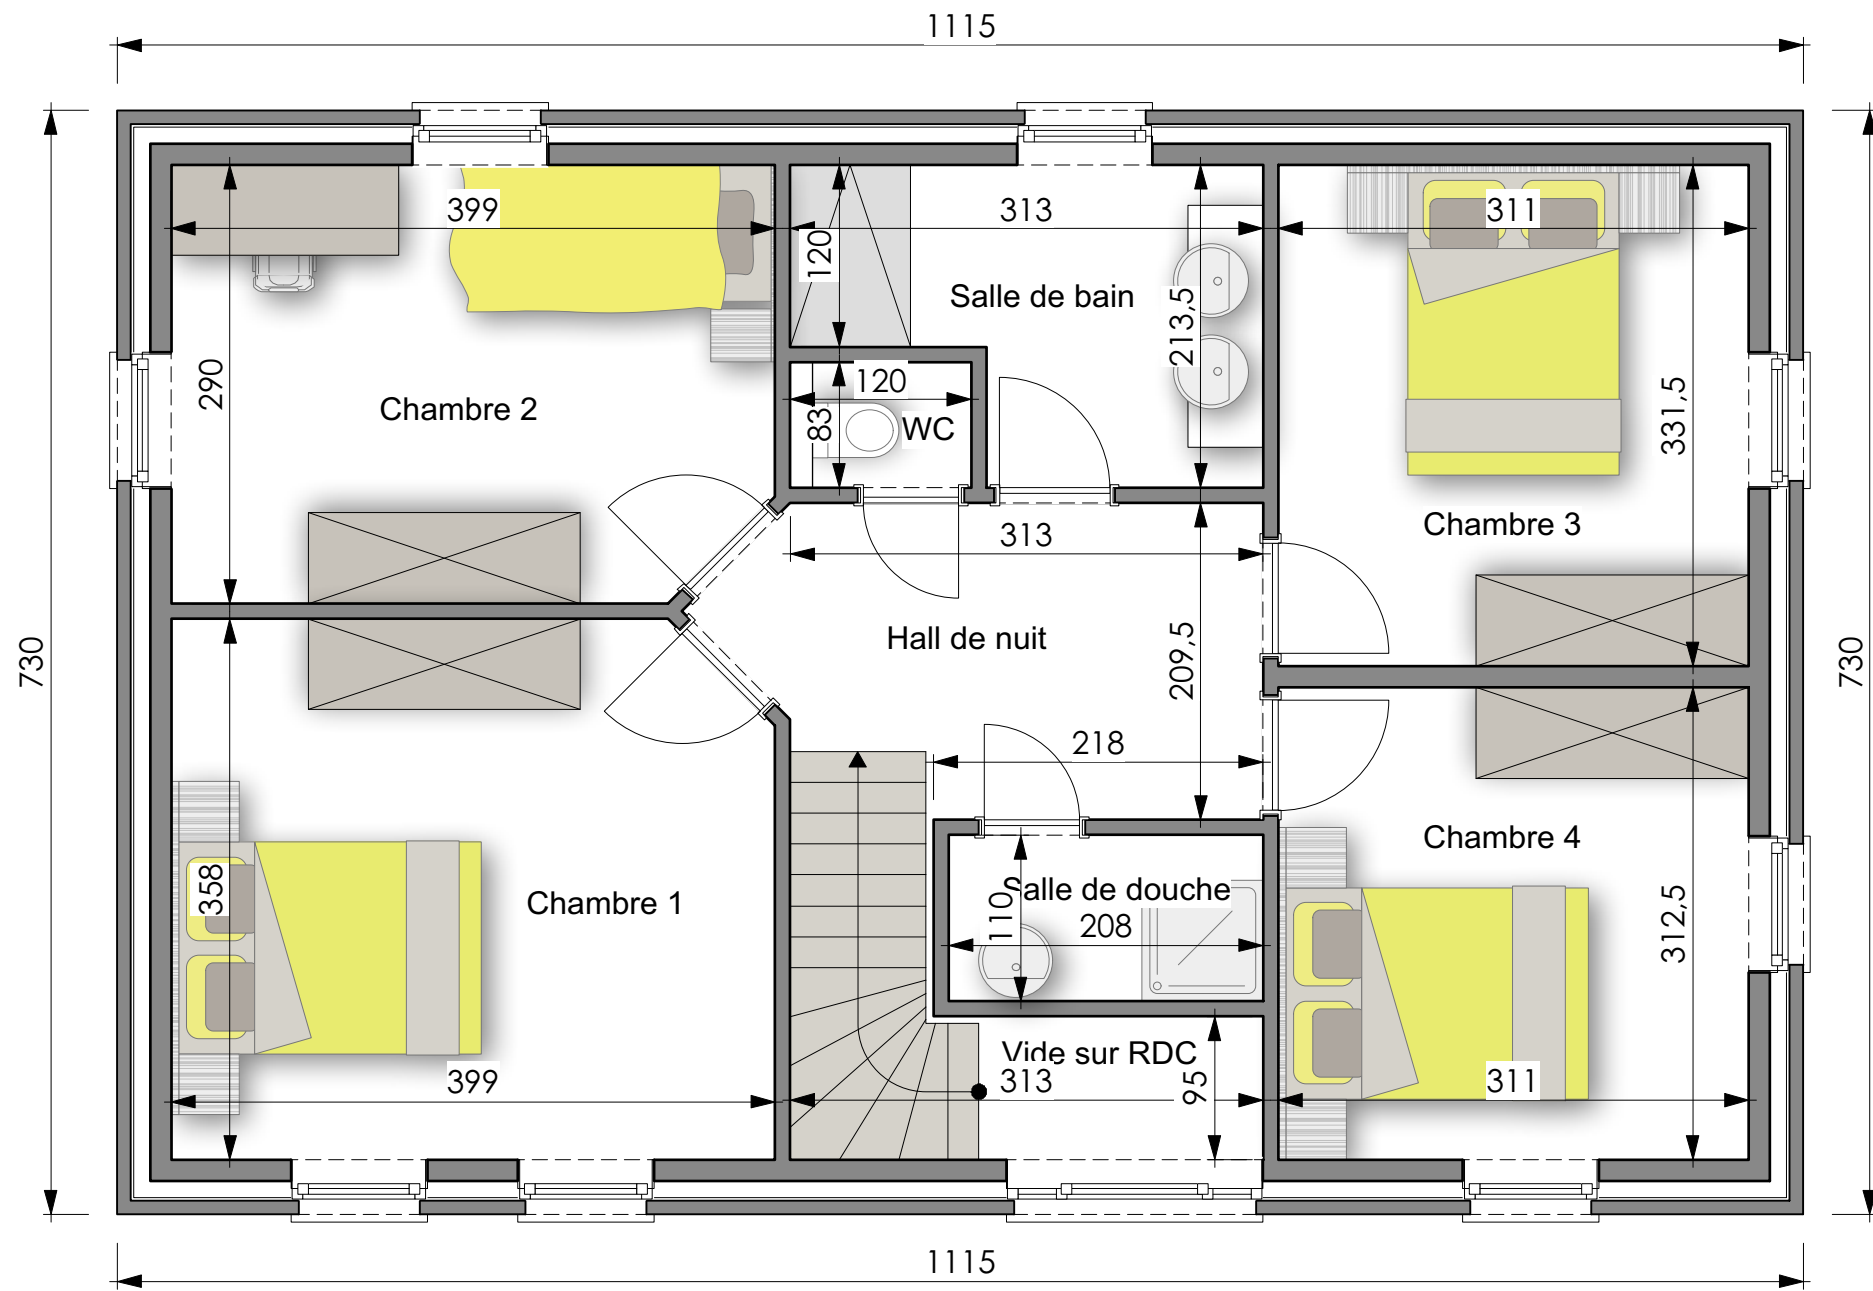 1115
730
730
399
313
311
120
Salle de bain
213,5
290
Chambre 2
120
83
WC
331,5
Chambre 3
313
Hall de nuit
209,5
218
Chambre 4
358
Chambre 1
110
Salle de douche
208
312,5
Vide sur RDC
399
313
95
311
1115